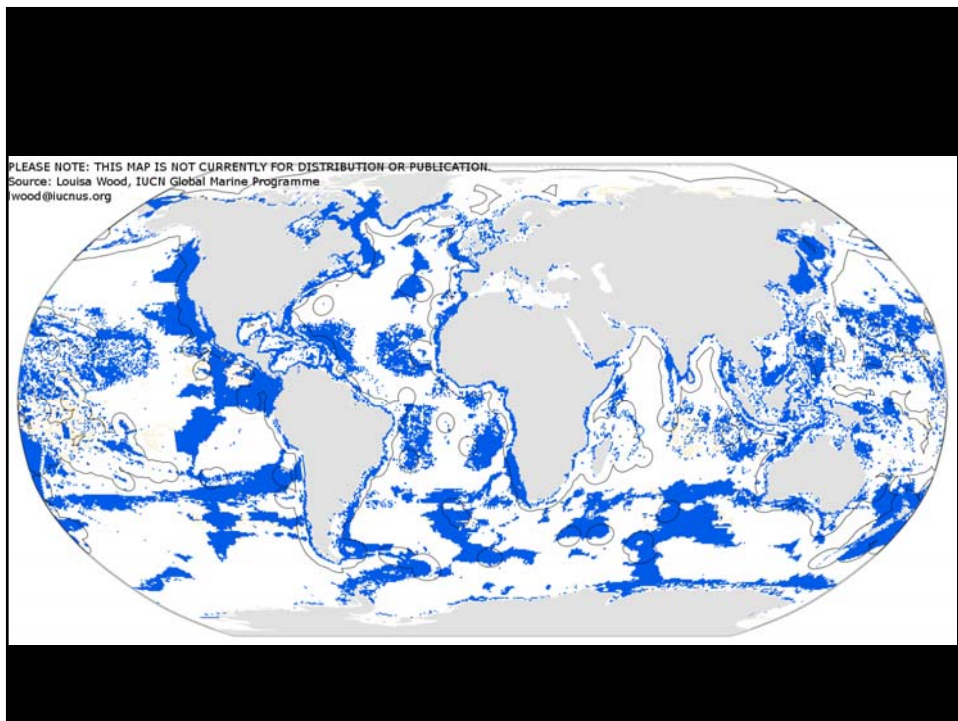 PLEASE NOTE: THIS MAP IS NOT CURRENTLY FOR DISTRIBUTION OR PUBLICATION.
Source: Louisa Wood, IUCN Global Marine Programme
lwood@iucnus.org